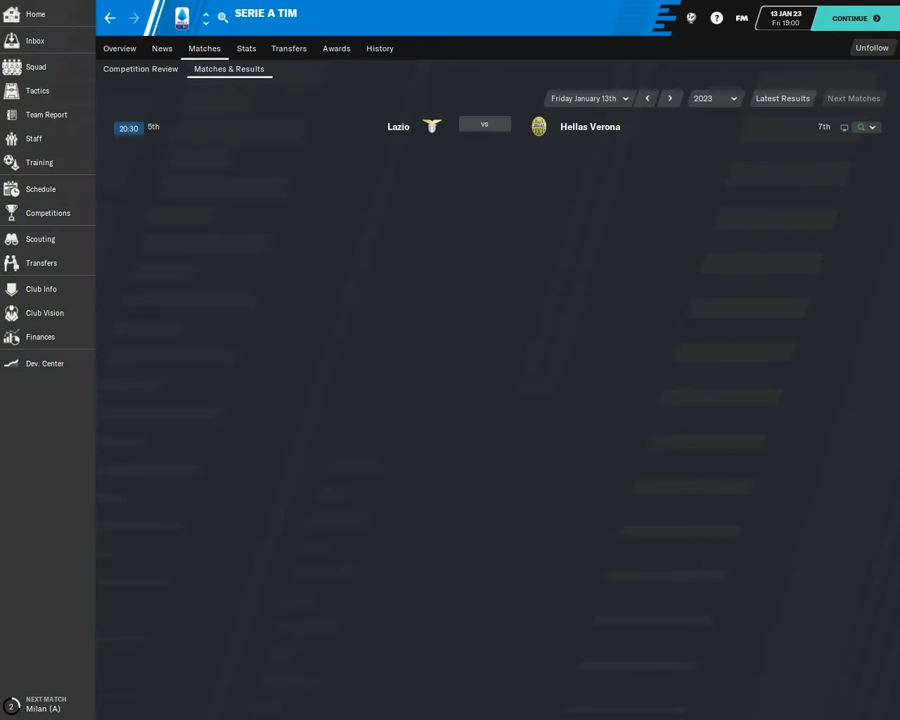 Home
Inbox
Squad
Tactics
Team Report
Staff
Training
Schedule
Competitions
Scouting
Transfers
Club Info
Club Vision
Finances
Dev. Center
NEXT MATCH
2 Milan (A)
SERIE A TIM
FM
13 JAN 23
Fri 19:00
CONTINUE
Overview News Matches Stats Transfers Awards History
Unfollow
Competition Review Matches & Results
Friday January 13th 2023 Latest Results Next Matches
20:30 5th Lazio vs Hellas Verona 7th